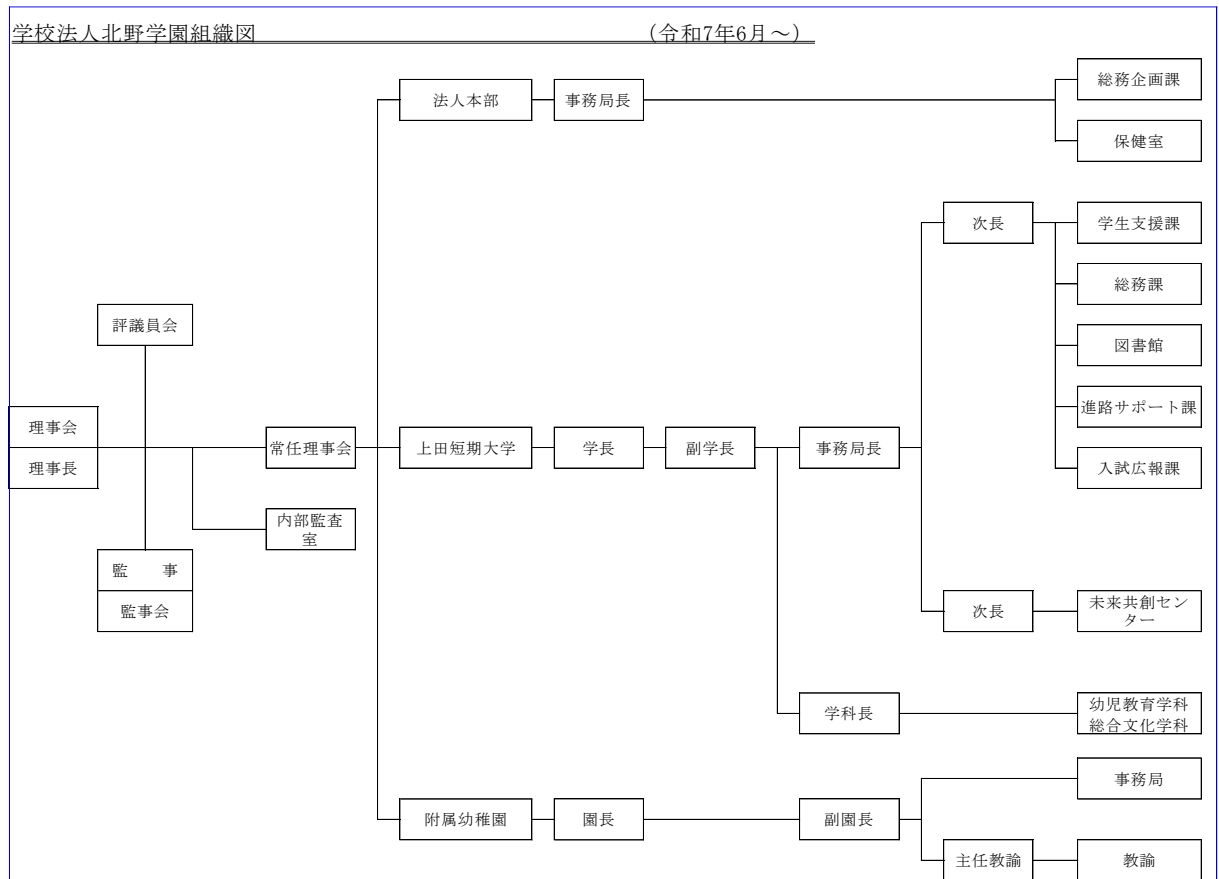 学校法人北野学園組織図 (令和7年6月～)
総務企画課
法人本部
事務局長
保健室
次長
学生支援課
総務課
評議員会
図書館
理事会
理事長
常任理事会
上田短期大学
学長
副学長
事務局長
進路サポート課
入試広報課
内部監査
室
監 事
監事会
次長
未来共創セン
ター
学科長
幼児教育学科
総合文化学科
事務局
附属幼稚園
園長
副園長
主任教諭
教諭